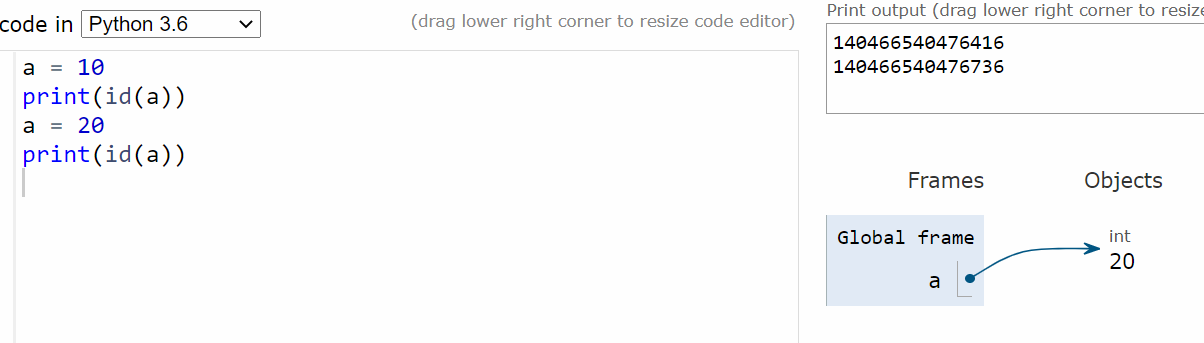 code in Python 3.6
(drag lower right corner to resize code editor)
a = 10
print(id(a))
a = 20
print(id(a))
Print output (drag lower right corner to resize
140466540476416
140466540476736
Frames
Objects
Global frame
a
int
20